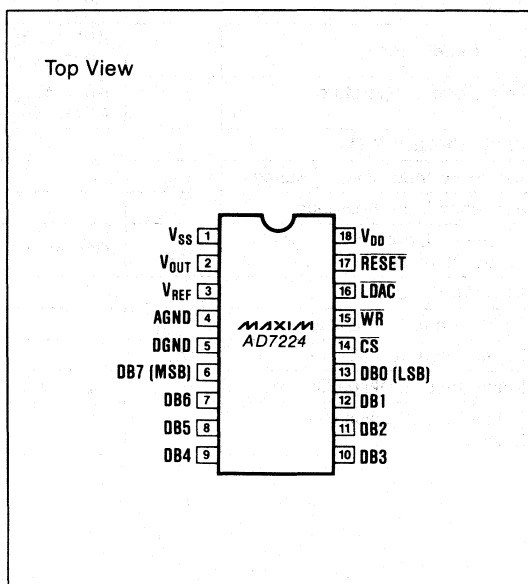 Top View
VSS 1
VOUT 2
VREF 3
AGND 4
DGND 5
DB7 (MSB) 6
DB6 7
DB5 8
DB4 9
MAXIM
AD7224
18 VDD
17 RESET
16 LDAC
15 WR
14 CS
13 DB0 (LSB)
12 DB1
11 DB2
10 DB3